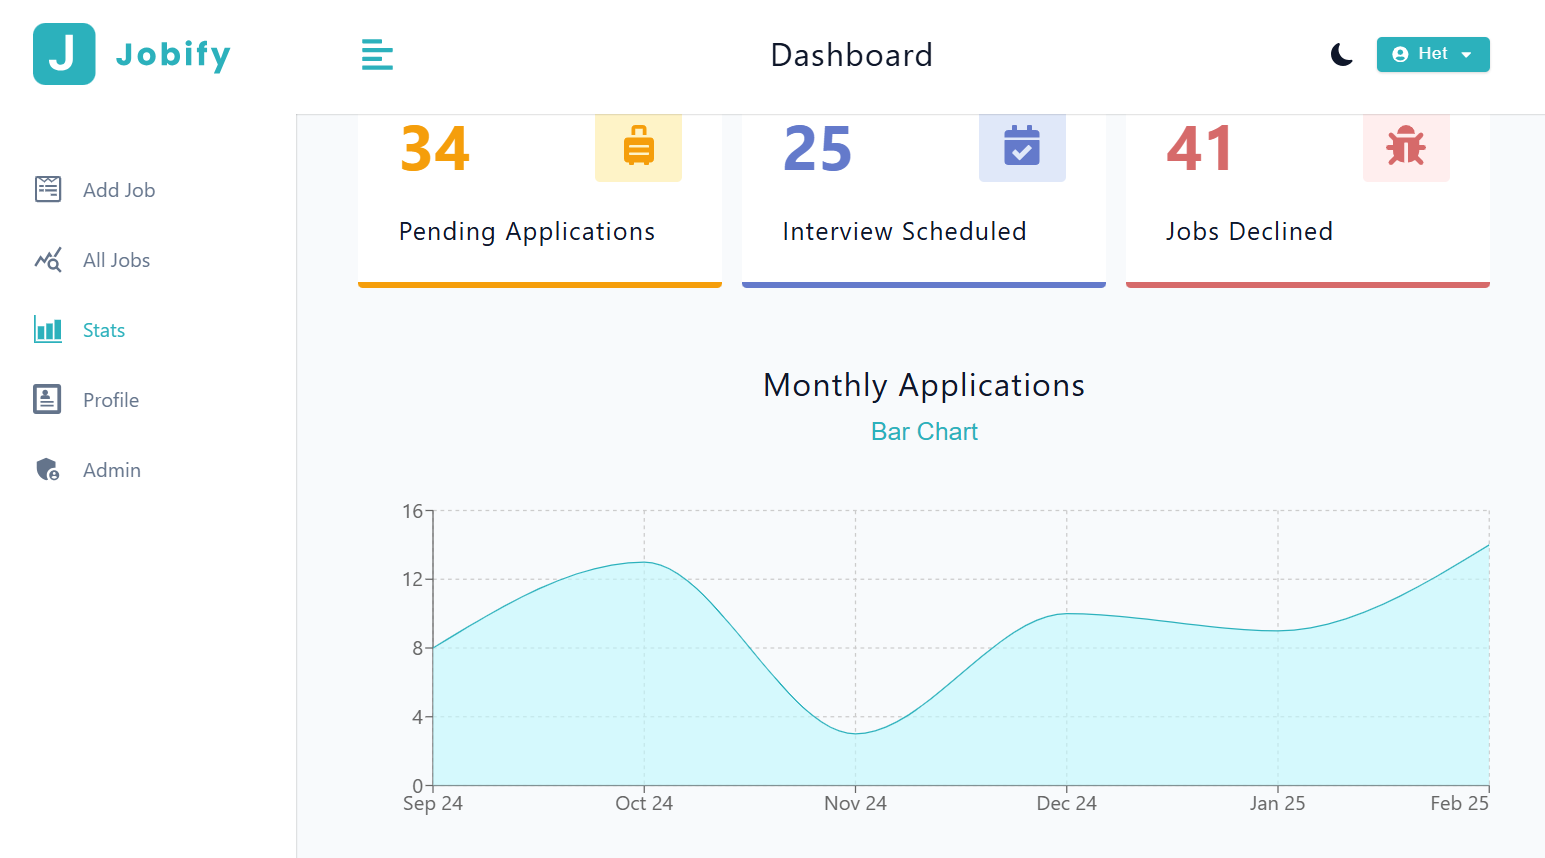 J Jobify
Dashboard
Het
Add Job
All Jobs
Stats
Profile
Admin
34
Pending Applications
25
Interview Scheduled
41
Jobs Declined
Monthly Applications
Bar Chart
16
12
8
4
0
Sep 24 Oct 24 Nov 24 Dec 24 Jan 25 Feb 25